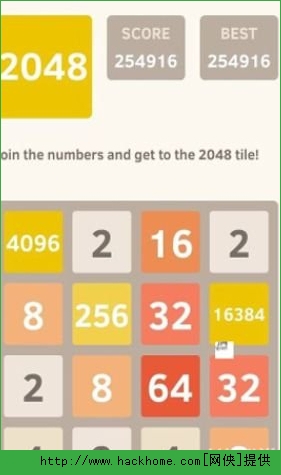 2048
SCORE
254916
BEST
254916
oin the numbers and get to the 2048 tile!
4096 2 16 2
8 256 32 16384
2 8 64 32
http://www.hackhome.com[网侠]提供